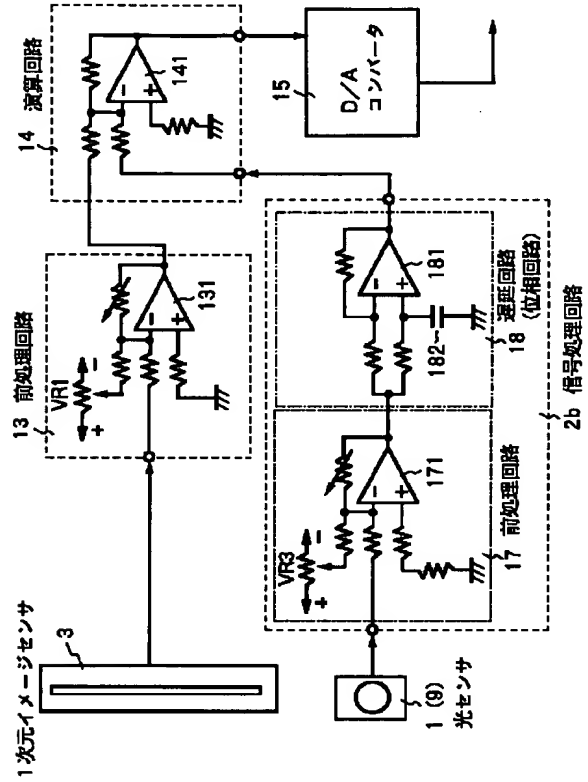 1次元イメージセンサ
3
13 前処理回路
VR1
+
−
−
+
131
14 演算回路
−
+
141
15
D/A
コンバータ
1 (9)
光センサ
VR3
+
−
−
+
171
17
前処理回路
−
+
181
182
18
遅延回路
(位相回路)
2b 信号処理回路